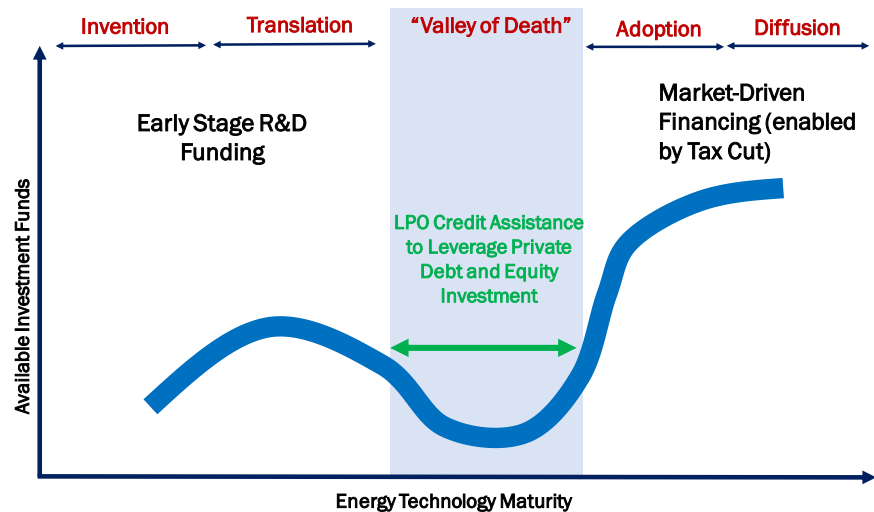 Invention
Translation
“Valley of Death”
Adoption
Diffusion
Early Stage R&D
Funding
Market-Driven
Financing (enabled
by Tax Cut)
LPO Credit Assistance
to Leverage Private
Debt and Equity
Investment
Available Investment Funds
Energy Technology Maturity